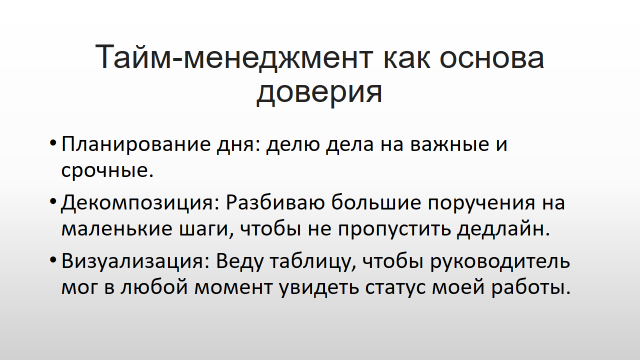 Тайм-менеджмент как основа
доверия
• Планирование дня: делю дела на важные и
срочные.
• Декомпозиция: Разбиваю большие поручения на
маленькие шаги, чтобы не пропустить дедлайн.
• Визуализация: Веду таблицу, чтобы руководитель
мог в любой момент увидеть статус моей работы.